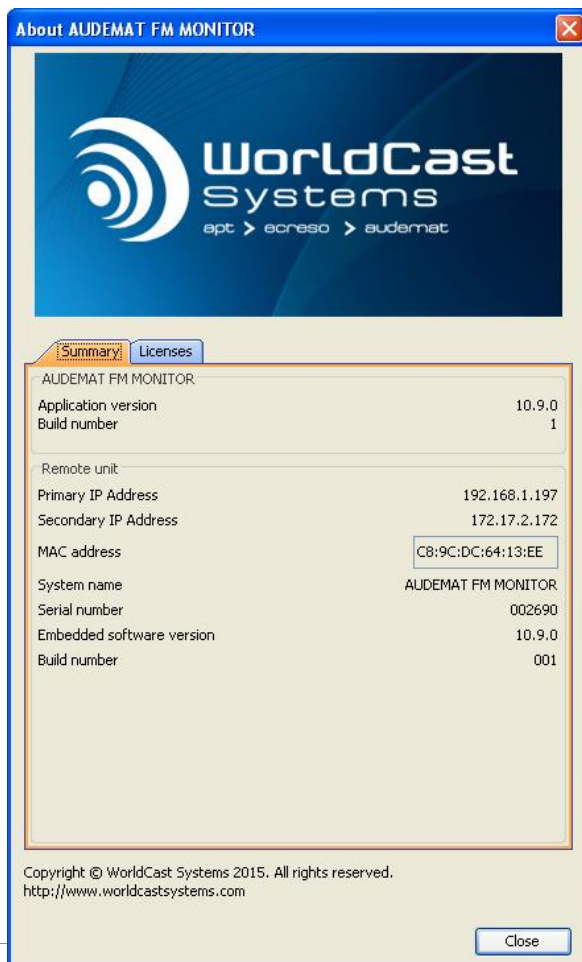 About AUDEMAT FM MONITOR
WorldCast
Systems
apt > ecreso > audemat
Summary Licenses
AUDEMAT FM MONITOR
Application version 10.9.0
Build number 1
Remote unit
Primary IP Address 192.168.1.197
Secondary IP Address 172.17.2.172
MAC address C8:9C:DC:64:13:EE
System name AUDEMAT FM MONITOR
Serial number 002690
Embedded software version 10.9.0
Build number 001
Copyright © WorldCast Systems 2015. All rights reserved.
http://www.worldcastsystems.com
Close